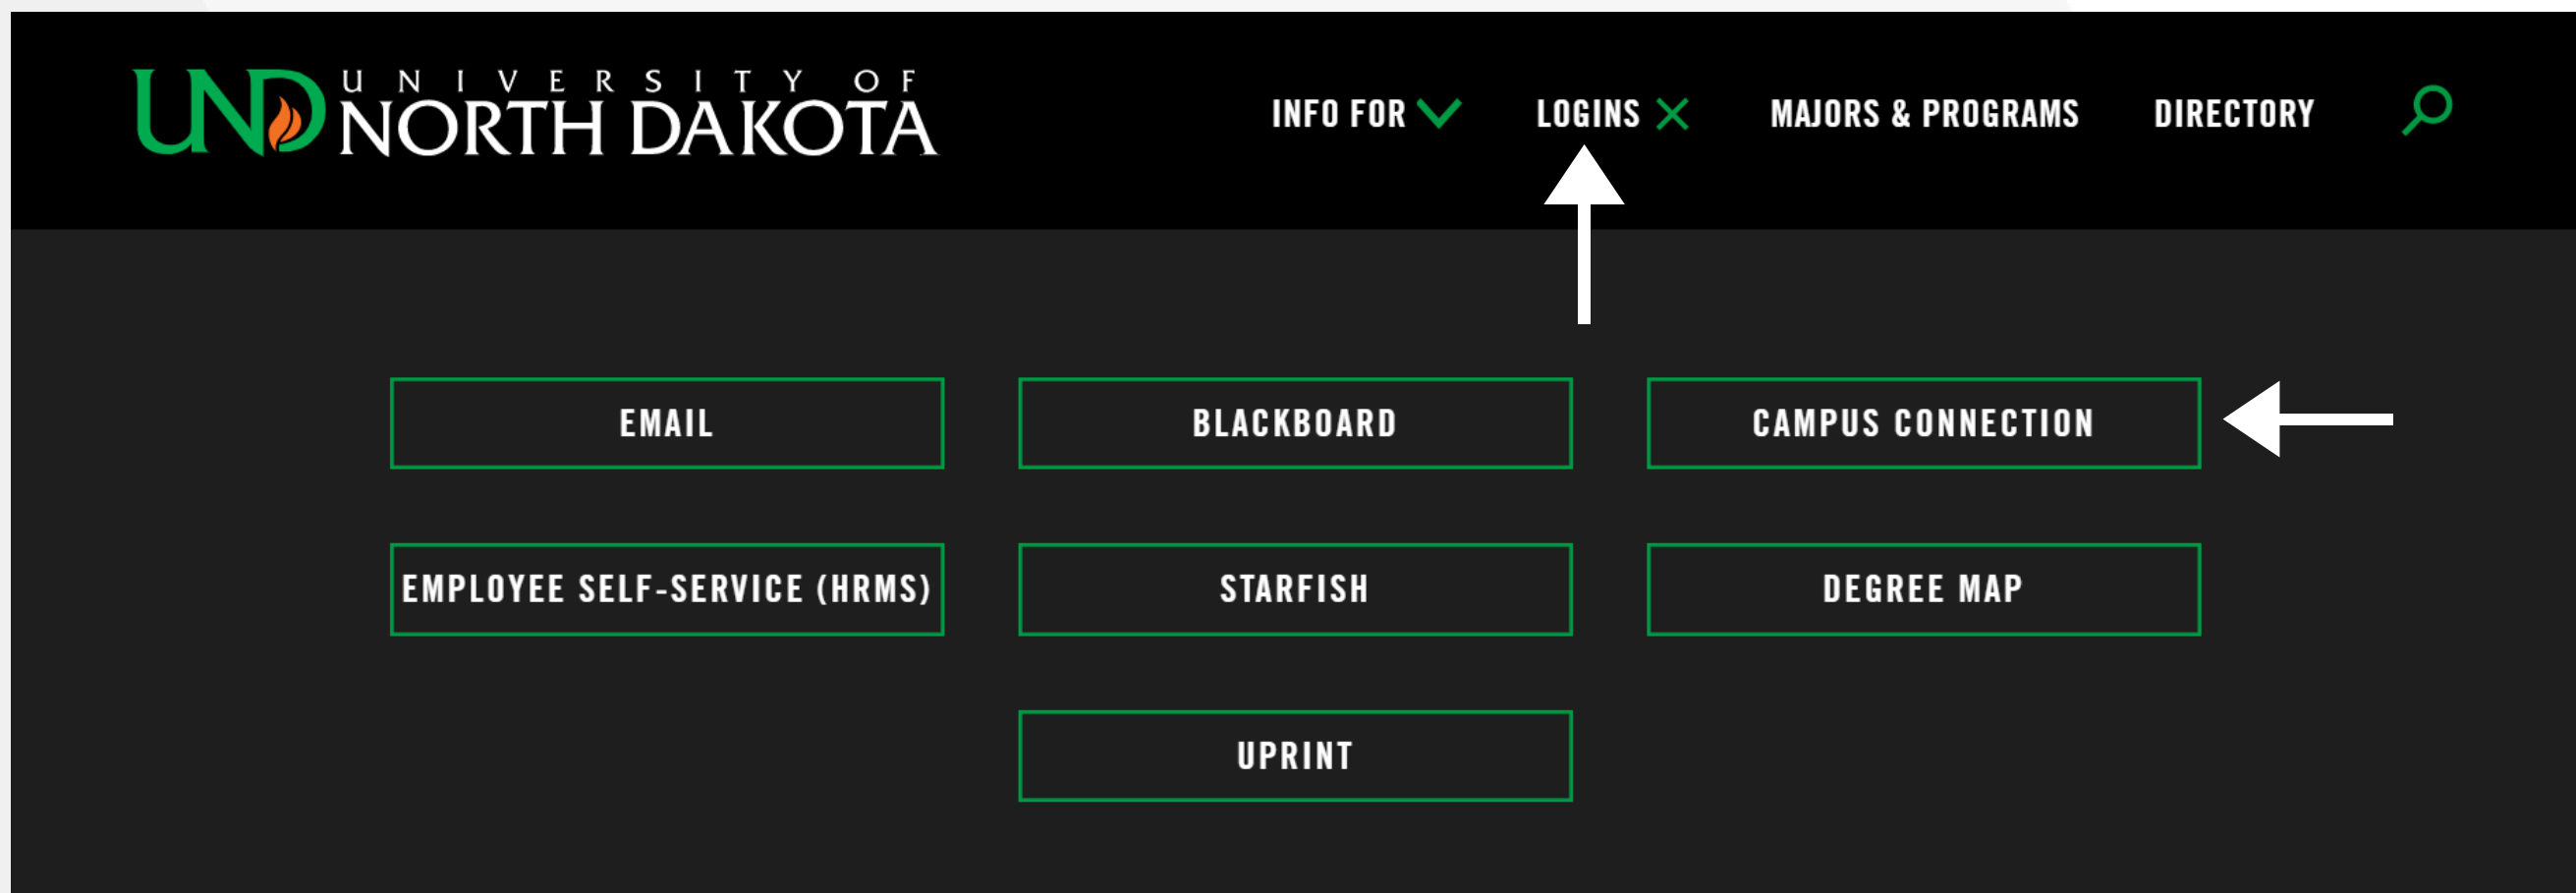 UND UNIVERSITY OF
NORTH DAKOTA
INFO FOR LOGINS MAJORS & PROGRAMS DIRECTORY
EMAIL BLACKBOARD CAMPUS CONNECTION
EMPLOYEE SELF-SERVICE (HRMS) STARFISH DEGREE MAP
UPRINT